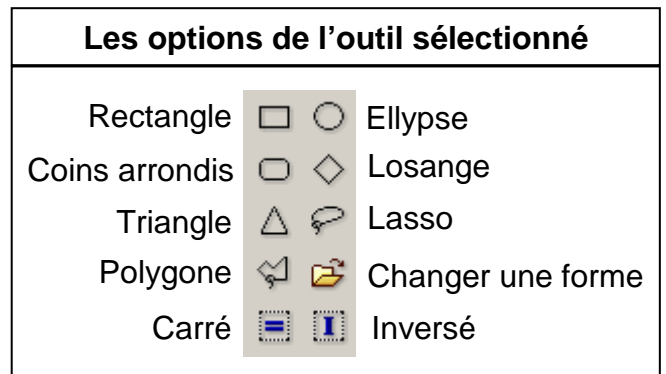 Les options de l’outil sélectionné
Rectangle Ellypse
Coins arrondis Losange
Triangle Lasso
Polygone Changer une forme
Carré Inversé